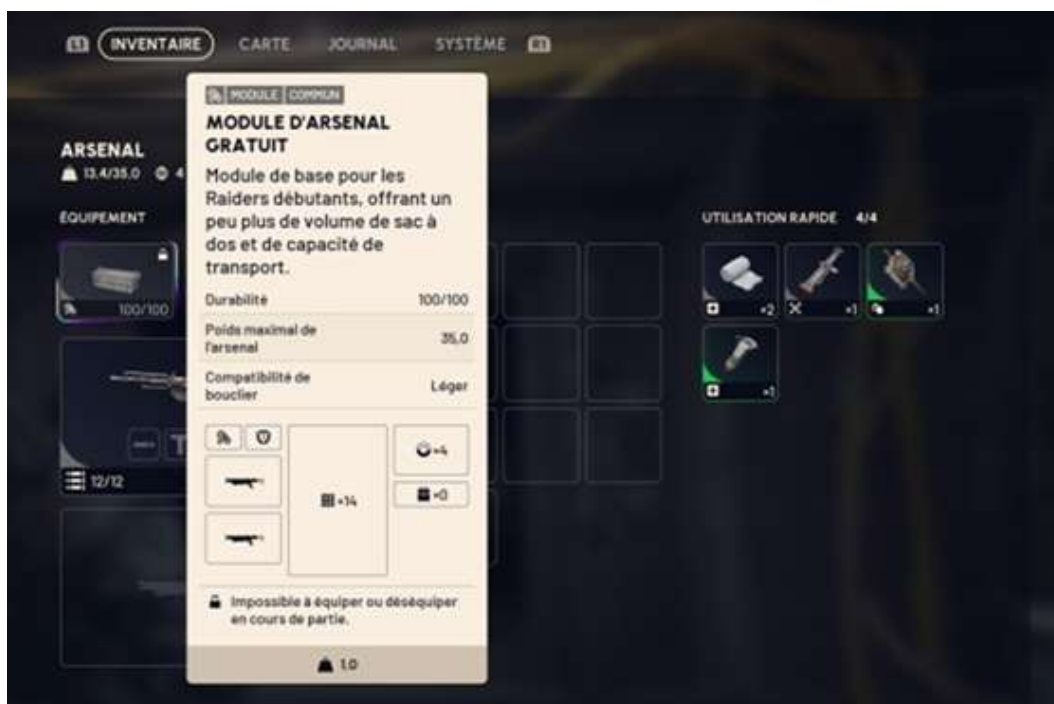 L1 INVENTAIRE CARTE JOURNAL SYSTÈME R1
MODULE COMMUN
MODULE D'ARSENAL
GRATUIT
Module de base pour les
Raiders débutants, offrant un
peu plus de volume de sac à
dos et de capacité de
transport.
Durabilité 100/100
Poids maximal de
l'arsenal 35,0
Compatibilité de
bouclier Léger
×4
×14
×0
Impossible à équiper ou déséquiper
en cours de partie.
1.0
ARSENAL
13,4/35,0 4
ÉQUIPEMENT
100/100
12/12
UTILISATION RAPIDE 4/4
×2 ×1 ×1
×1